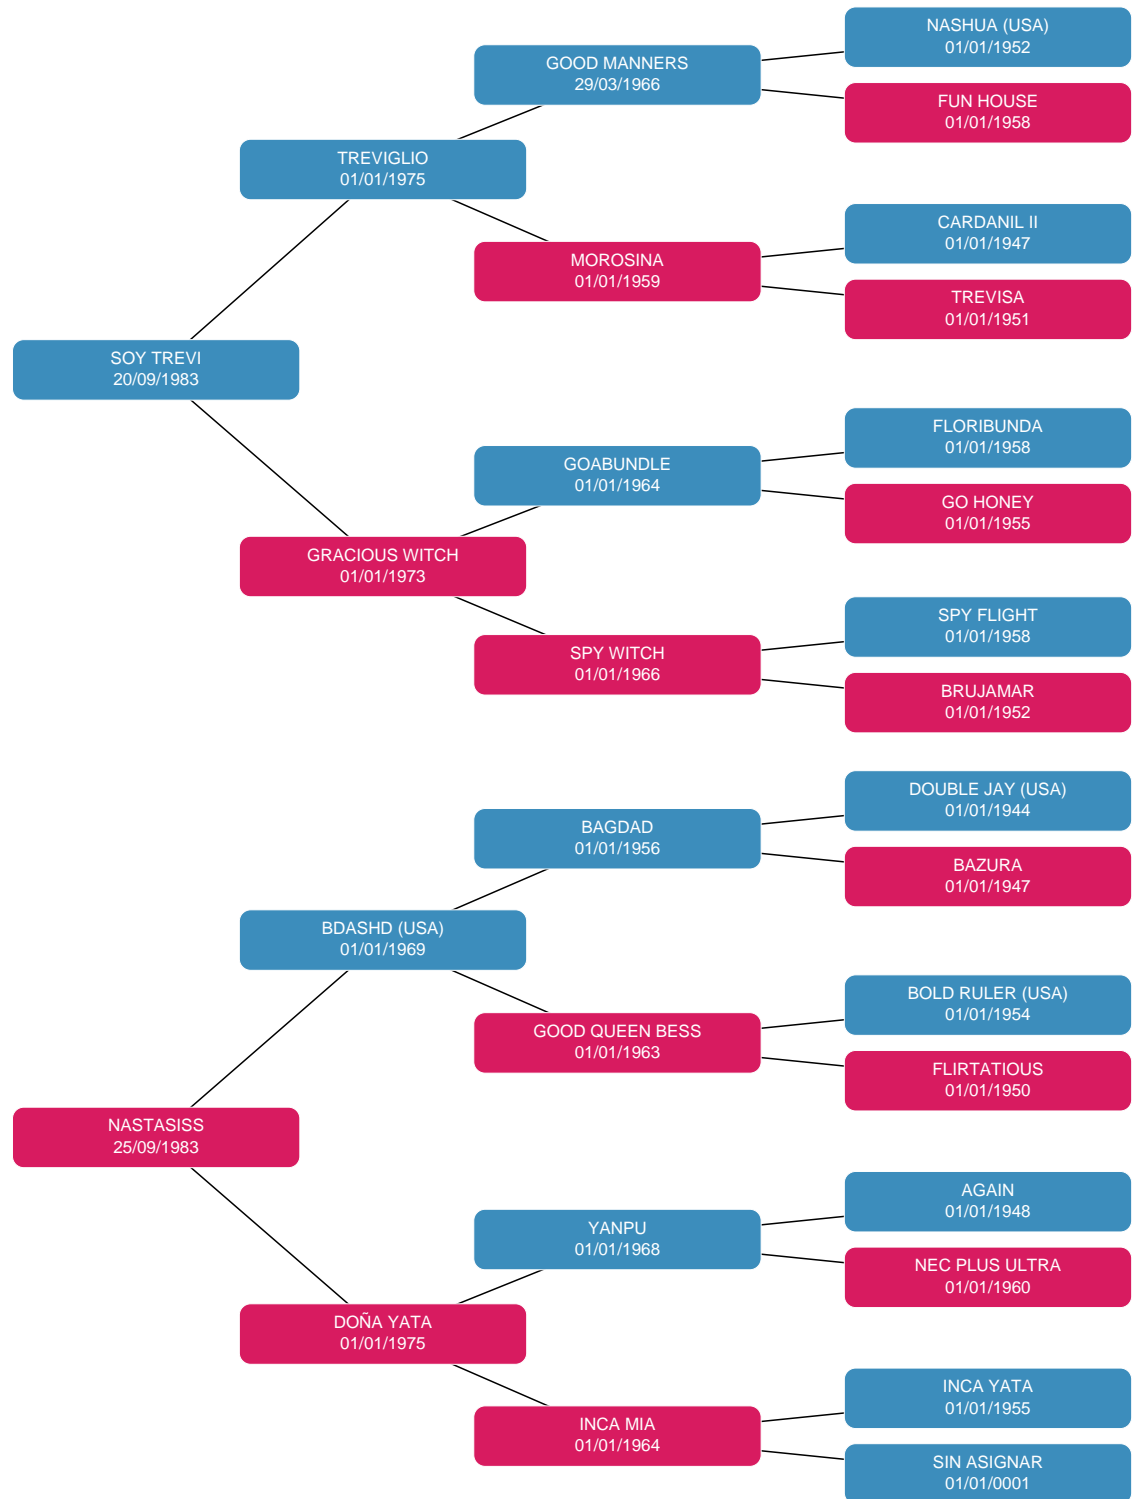 NASHUA (USA)
01/01/1952
GOOD MANNERS
29/03/1966
FUN HOUSE
01/01/1958
TREVIGLIO
01/01/1975
CARDANIL II
01/01/1947
MOROSINA
01/01/1959
TREVISA
01/01/1951
SOY TREVI
20/09/1983
FLORIBUNDA
01/01/1958
GOABUNDLE
01/01/1964
GO HONEY
01/01/1955
GRACIOUS WITCH
01/01/1973
SPY FLIGHT
01/01/1958
SPY WITCH
01/01/1966
BRUJAMAR
01/01/1952
DOUBLE JAY (USA)
01/01/1944
BAGDAD
01/01/1956
BAZURA
01/01/1947
BDASHD (USA)
01/01/1969
BOLD RULER (USA)
01/01/1954
GOOD QUEEN BESS
01/01/1963
FLIRTATIOUS
01/01/1950
NASTASISS
25/09/1983
AGAIN
01/01/1948
YANPU
01/01/1968
NEC PLUS ULTRA
01/01/1960
DOÑA YATA
01/01/1975
INCA YATA
01/01/1955
INCA MIA
01/01/1964
SIN ASIGNAR
01/01/0001